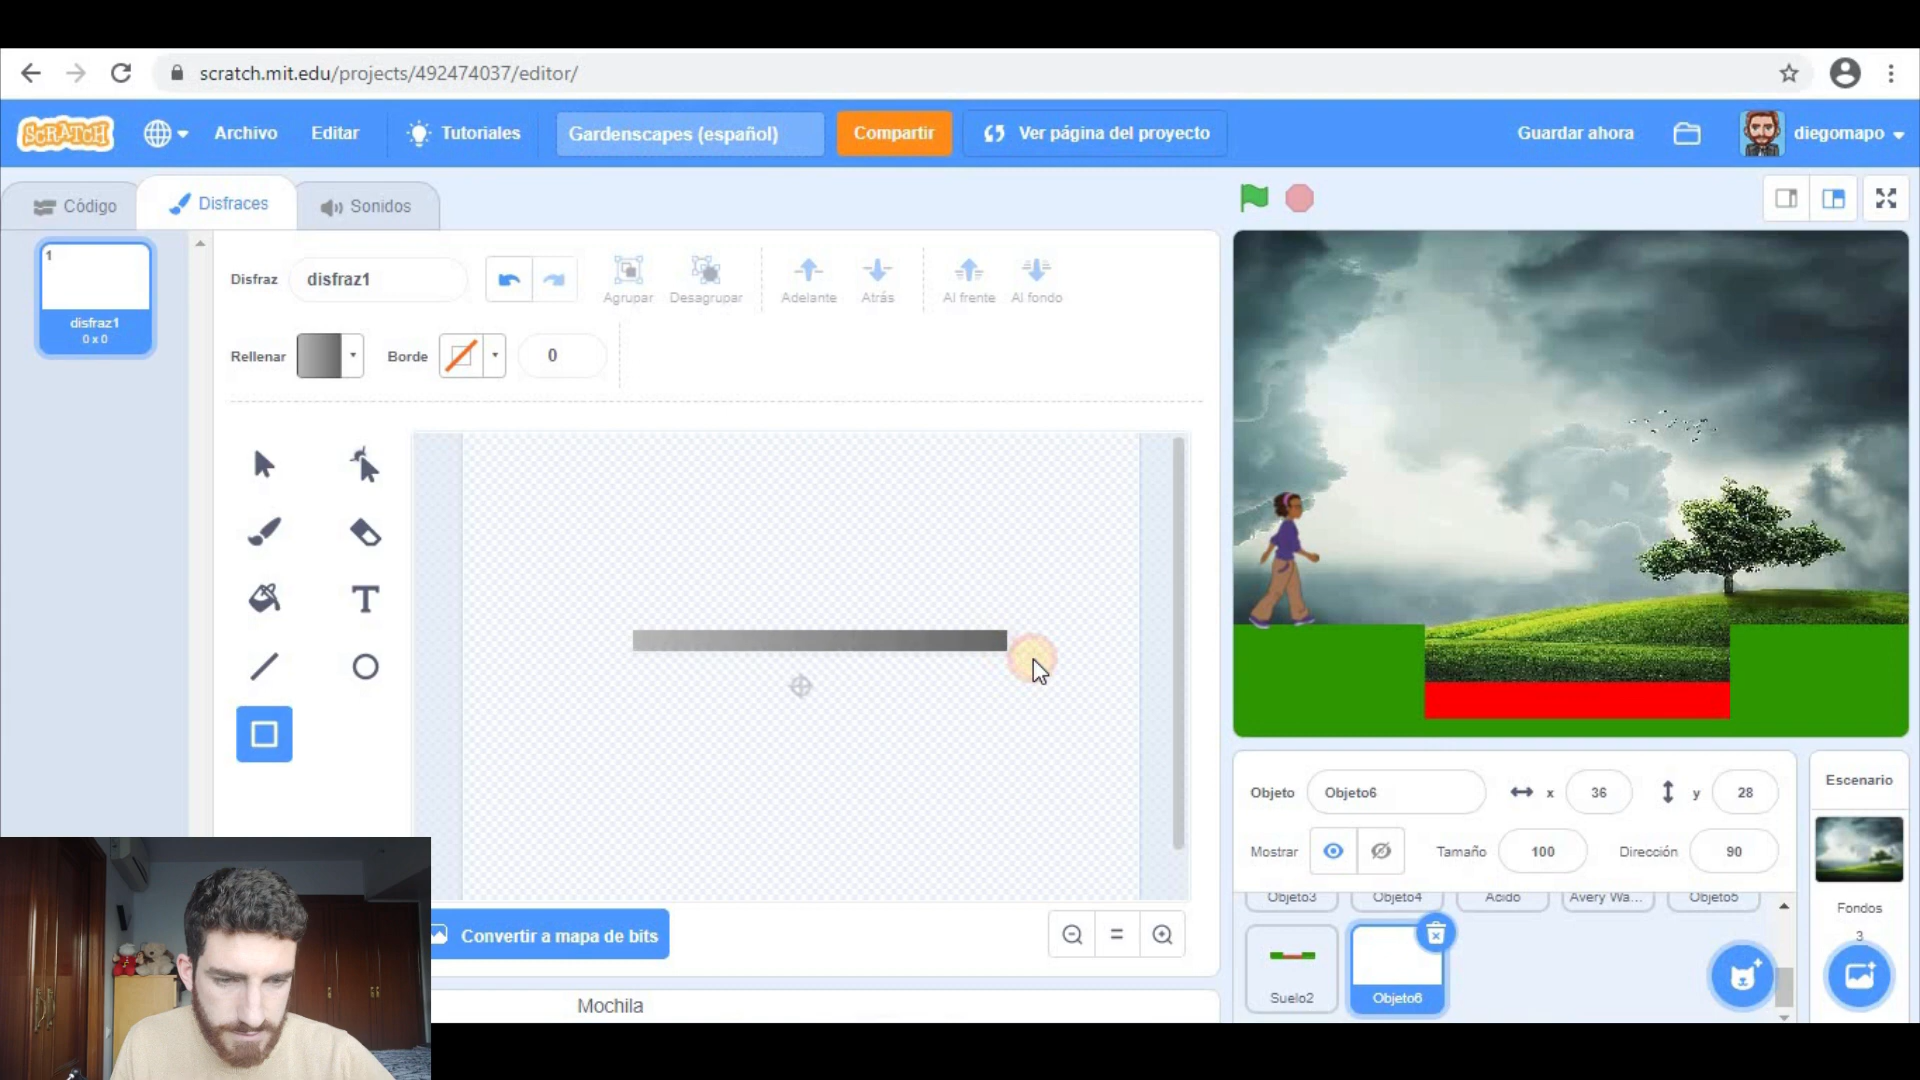 scratch.mit.edu/projects/492474037/editor/
SCRATCH
Archivo
Editar
Tutoriales
Gardenscapes (español)
Compartir
Ver página del proyecto
Guardar ahora
diegomapo
Código
Disfraces
Sonidos
1
disfraz1
0 x 0
Disfraz
disfraz1
Agrupar
Desagrupar
Adelante
Atrás
Al frente
Al fondo
Rellenar
Borde
0
T
Convertir a mapa de bits
Mochila
Objeto
Objeto6
x
36
y
28
Mostrar
Tamaño
100
Dirección
90
Objeto3
Objeto4
Acido
Avery Wa...
Objeto5
Suelo2
Objeto6
Escenario
Fondos
3